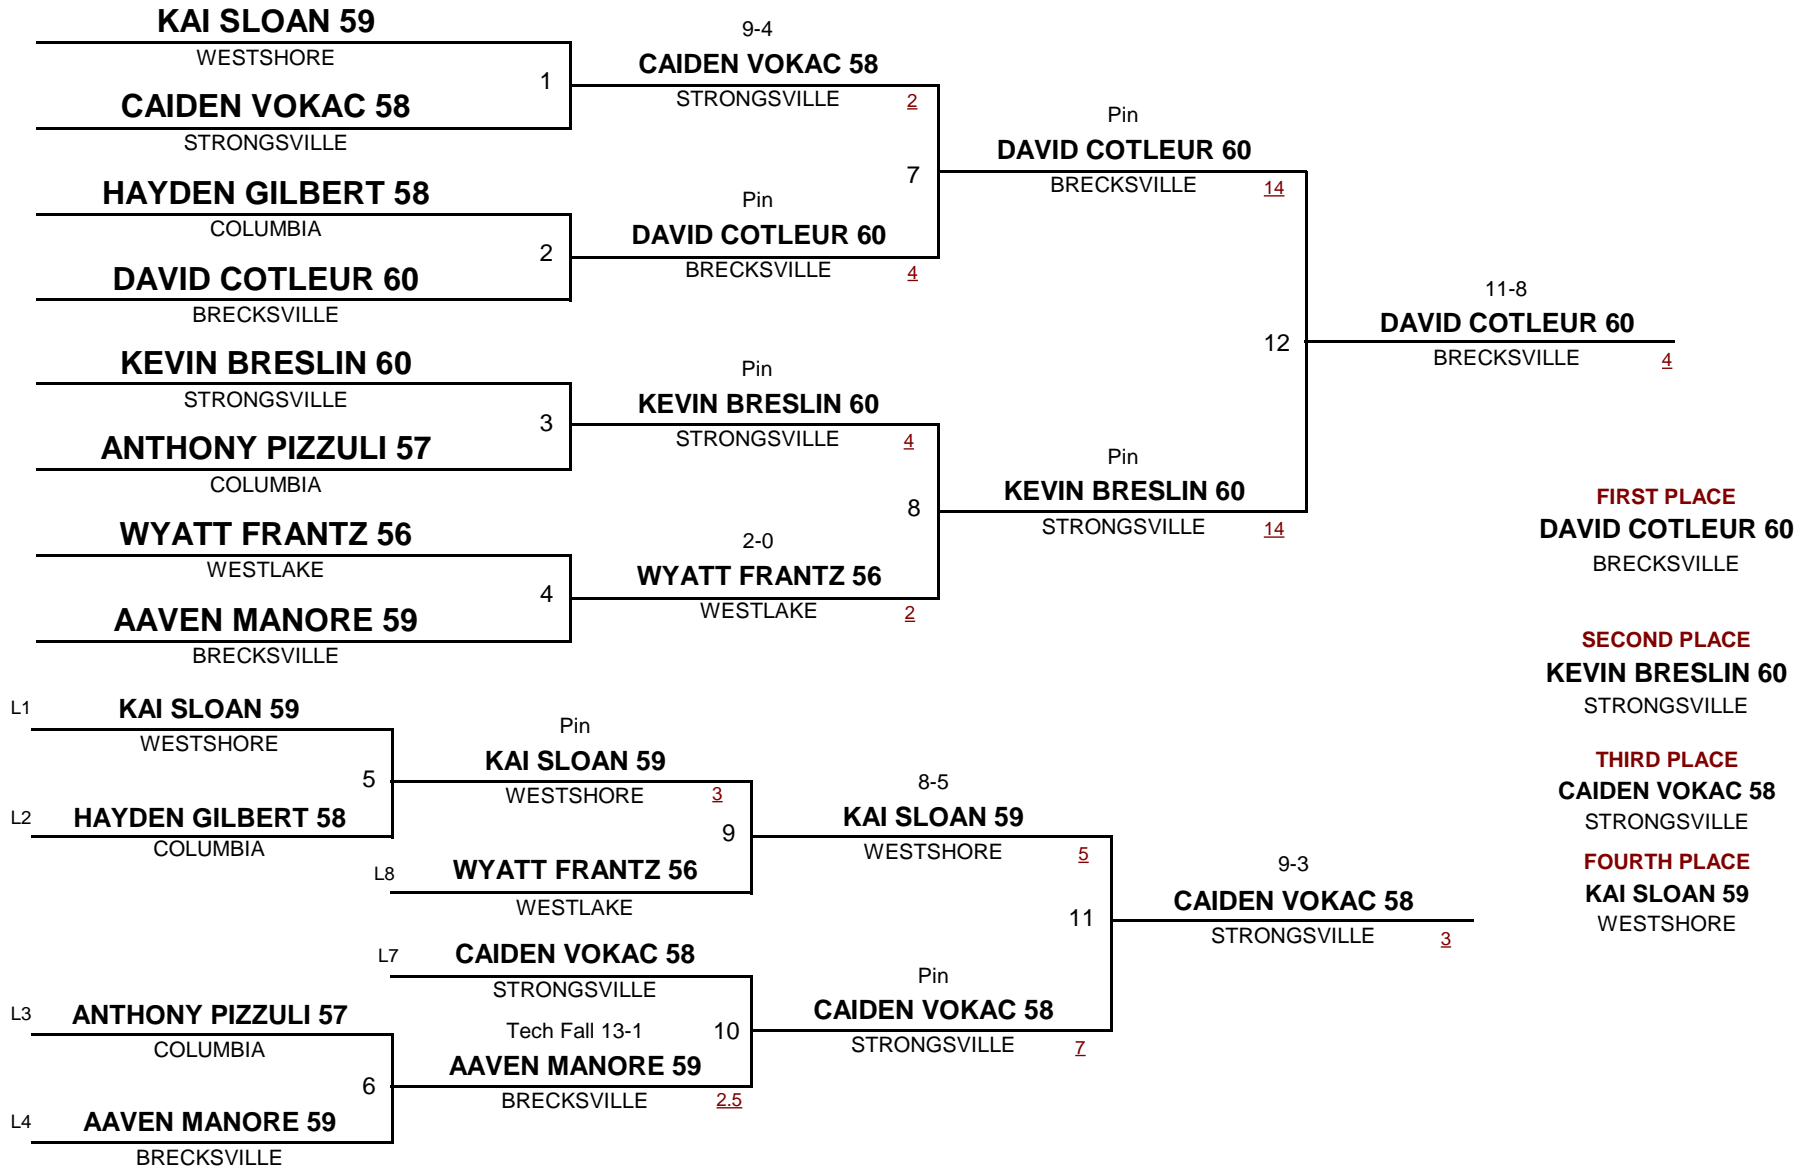 KAI SLOAN 59
WESTSHORE
1
CAIDEN VOKAC 58
STRONGSVILLE
HAYDEN GILBERT 58
COLUMBIA
2
DAVID COTLEUR 60
BRECKSVILLE
KEVIN BRESLIN 60
STRONGSVILLE
3
ANTHONY PIZZULI 57
COLUMBIA
WYATT FRANTZ 56
WESTLAKE
4
AAVEN MANORE 59
BRECKSVILLE
9-4
CAIDEN VOKAC 58
STRONGSVILLE 2
7
Pin
DAVID COTLEUR 60
BRECKSVILLE 4
Pin
KEVIN BRESLIN 60
STRONGSVILLE 4
8
2-0
WYATT FRANTZ 56
WESTLAKE 2
Pin
DAVID COTLEUR 60
BRECKSVILLE 14
12
Pin
KEVIN BRESLIN 60
STRONGSVILLE 14
11-8
DAVID COTLEUR 60
BRECKSVILLE 4
FIRST PLACE
DAVID COTLEUR 60
BRECKSVILLE
SECOND PLACE
KEVIN BRESLIN 60
STRONGSVILLE
THIRD PLACE
CAIDEN VOKAC 58
STRONGSVILLE
FOURTH PLACE
KAI SLOAN 59
WESTSHORE
L1 KAI SLOAN 59
WESTSHORE
5
L2 HAYDEN GILBERT 58
COLUMBIA
L3 ANTHONY PIZZULI 57
COLUMBIA
6
L4 AAVEN MANORE 59
BRECKSVILLE
Pin
KAI SLOAN 59
WESTSHORE 3
9
L8 WYATT FRANTZ 56
WESTLAKE
L7 CAIDEN VOKAC 58
STRONGSVILLE
Tech Fall 13-1 10
AAVEN MANORE 59
BRECKSVILLE 2.5
8-5
KAI SLOAN 59
WESTSHORE 5
11
Pin
CAIDEN VOKAC 58
STRONGSVILLE 7
9-3
CAIDEN VOKAC 58
STRONGSVILLE 3